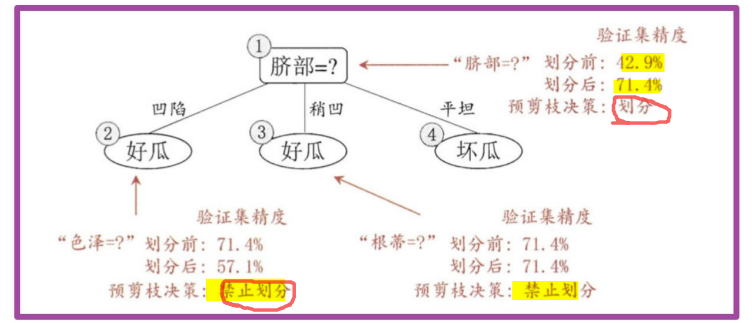 验证集精度
①
脐部=?
“脐部=?” 划分前: 42.9%
划分后: 71.4%
预剪枝决策: 划分
凹陷
稍凹
平坦
②
好瓜
③
好瓜
④
坏瓜
验证集精度
“色泽=?” 划分前: 71.4%
划分后: 57.1%
预剪枝决策: 禁止划分
验证集精度
“根蒂=?” 划分前: 71.4%
划分后: 71.4%
预剪枝决策: 禁止划分